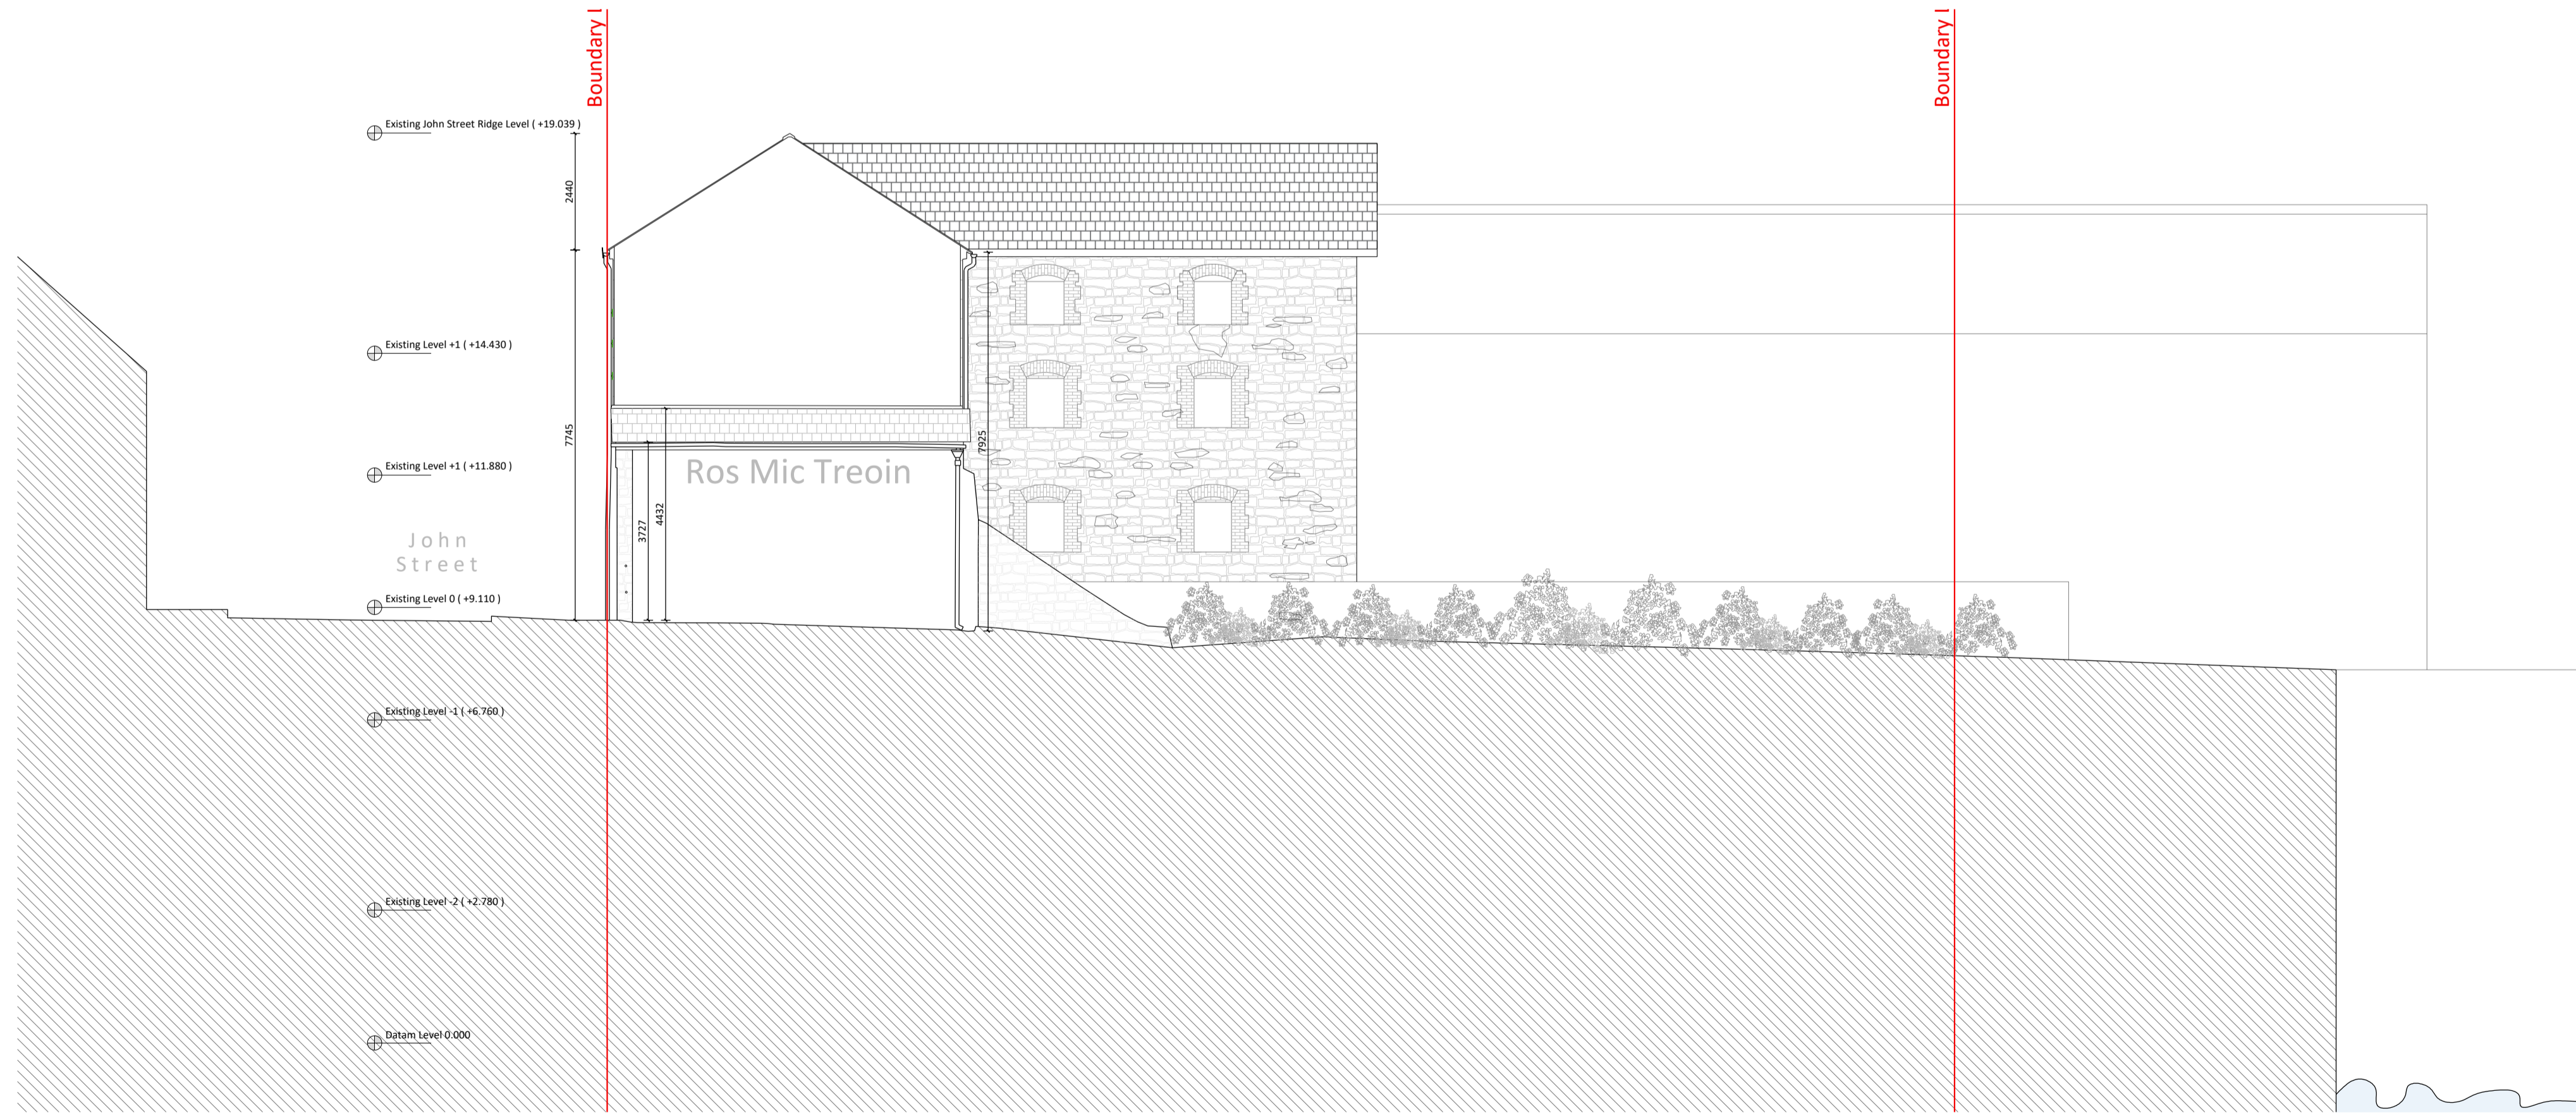 Boundary l
Boundary l
Existing John Street Ridge Level ( +19.039 )
2440
Existing Level +1 ( +14.430 )
7745
7925
Existing Level +1 ( +11.880 )
Ros Mic Treoin
4432
3727
John
Street
Existing Level 0 ( +9.110 )
Existing Level -1 ( +6.760 )
Existing Level -2 ( +2.780 )
Datam Level 0.000